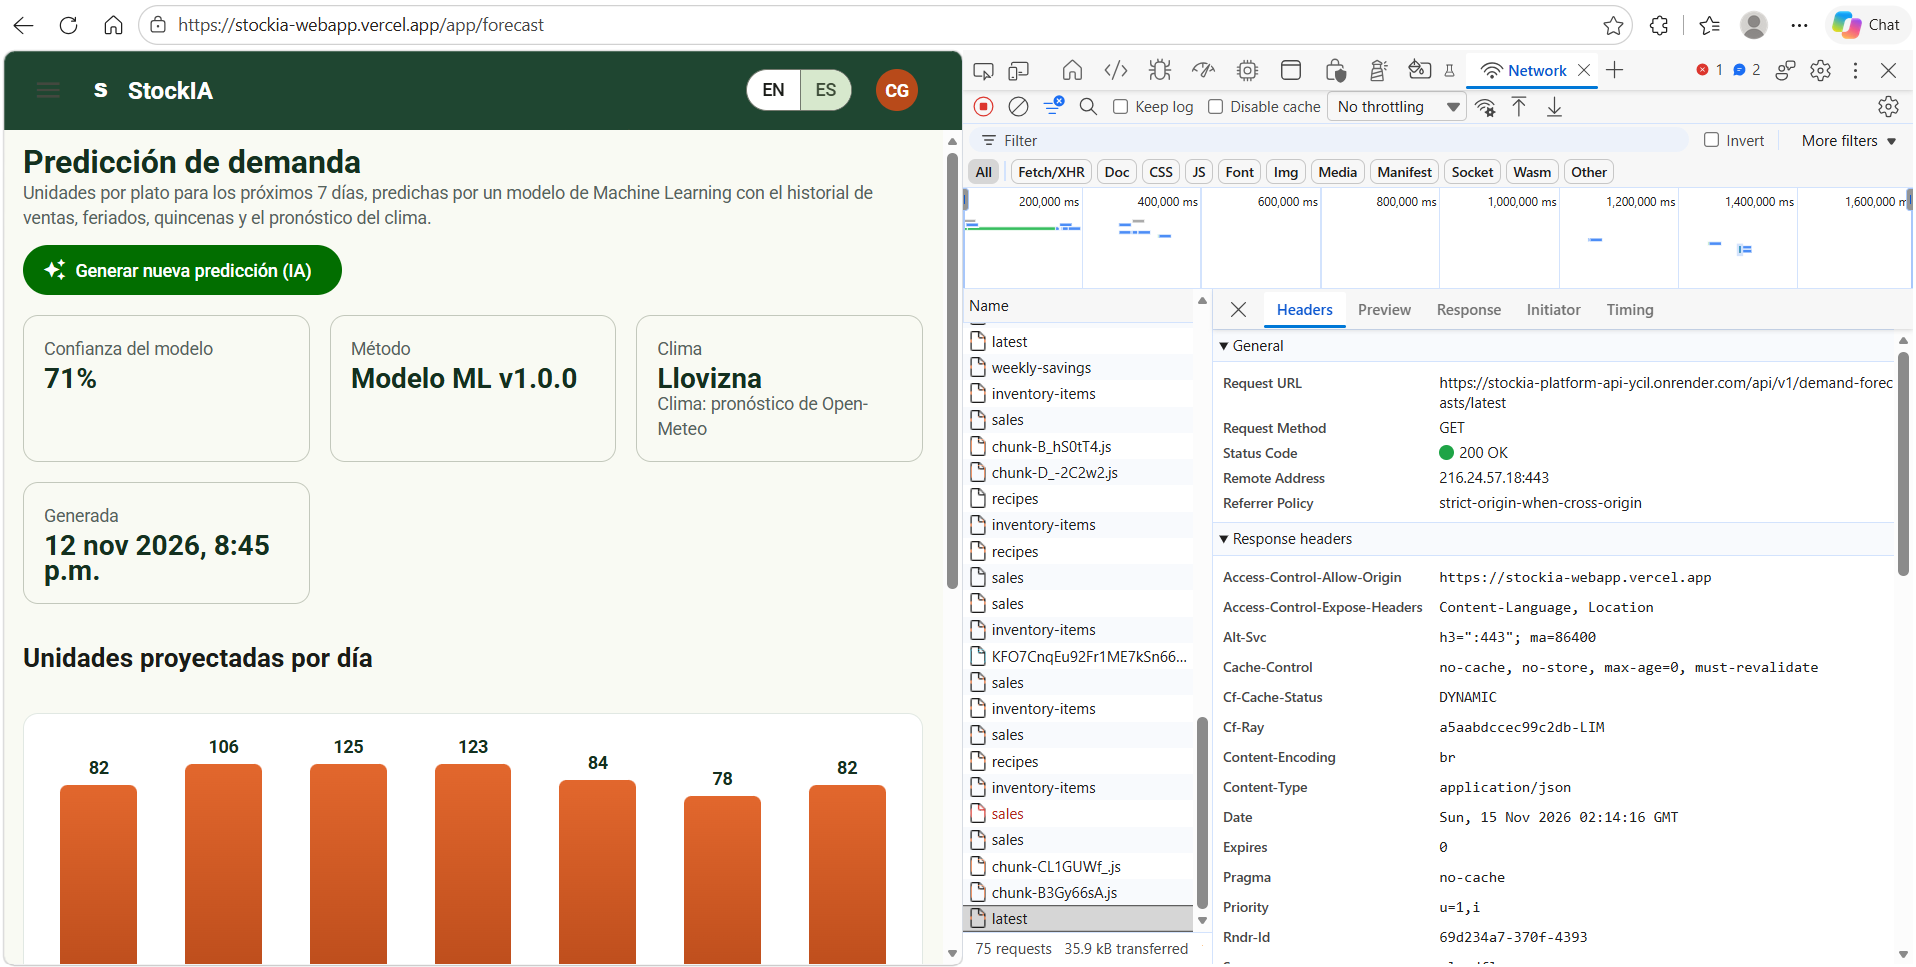 https://stockia-webapp.vercel.app/app/forecast
Chat
S StockIA
EN ES
CG
Predicción de demanda
Unidades por plato para los próximos 7 días, predichas por un modelo de Machine Learning con el historial de
ventas, feriados, quincenas y el pronóstico del clima.
Generar nueva predicción (IA)
Confianza del modelo
71%
Método
Modelo ML v1.0.0
Clima
Llovizna
Clima: pronóstico de Open-
Meteo
Generada
12 nov 2026, 8:45
p.m.
Unidades proyectadas por día
82 106 125 123 84 78 82
Network
1 2
Keep log Disable cache No throttling
Filter Invert More filters
All Fetch/XHR Doc CSS JS Font Img Media Manifest Socket Wasm Other
200,000 ms 400,000 ms 600,000 ms 800,000 ms 1,000,000 ms 1,200,000 ms 1,400,000 ms 1,600,000 m
Name
latest
weekly-savings
inventory-items
sales
chunk-B_hS0tT4.js
chunk-D_-2C2w2.js
recipes
inventory-items
recipes
sales
sales
inventory-items
KFO7CnqEu92Fr1ME7kSn66...
sales
inventory-items
sales
recipes
inventory-items
sales
sales
chunk-CL1GUWf_.js
chunk-B3Gy66sA.js
latest
75 requests 35.9 kB transferred
Headers Preview Response Initiator Timing
General
Request URL https://stockia-platform-api-ycil.onrender.com/api/v1/demand-forec
asts/latest
Request Method GET
Status Code 200 OK
Remote Address 216.24.57.18:443
Referrer Policy strict-origin-when-cross-origin
Response headers
Access-Control-Allow-Origin https://stockia-webapp.vercel.app
Access-Control-Expose-Headers Content-Language, Location
Alt-Svc h3=":443"; ma=86400
Cache-Control no-cache, no-store, max-age=0, must-revalidate
Cf-Cache-Status DYNAMIC
Cf-Ray a5aabdccec99c2db-LIM
Content-Encoding br
Content-Type application/json
Date Sun, 15 Nov 2026 02:14:16 GMT
Expires 0
Pragma no-cache
Priority u=1,i
Rndr-Id 69d234a7-370f-4393